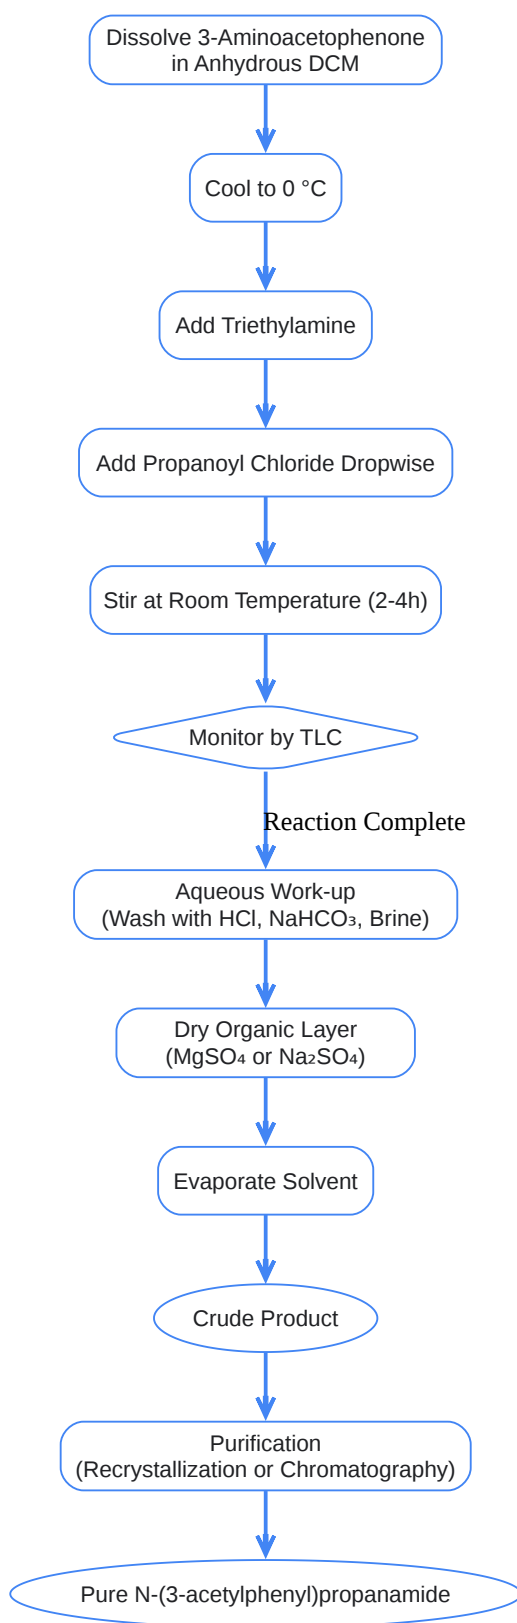 Dissolve 3-Aminoacetophenone
in Anhydrous DCM
Cool to 0 °C
Add Triethylamine
Add Propanoyl Chloride Dropwise
Stir at Room Temperature (2-4h)
Monitor by TLC
Reaction Complete
Aqueous Work-up
(Wash with HCl, NaHCO₃, Brine)
Dry Organic Layer
(MgSO₄ or Na₂SO₄)
Evaporate Solvent
Crude Product
Purification
(Recrystallization or Chromatography)
Pure N-(3-acetylphenyl)propanamide